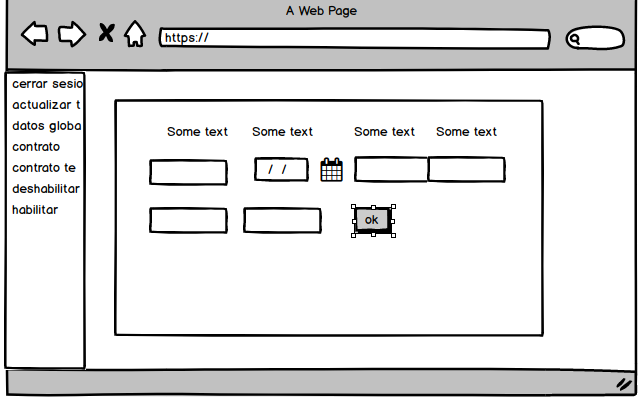 A Web Page
https://
cerrar sesio
actualizar t
datos globa
contrato
contrato te
deshabilitar
habilitar
Some text Some text Some text Some text
/ /
ok